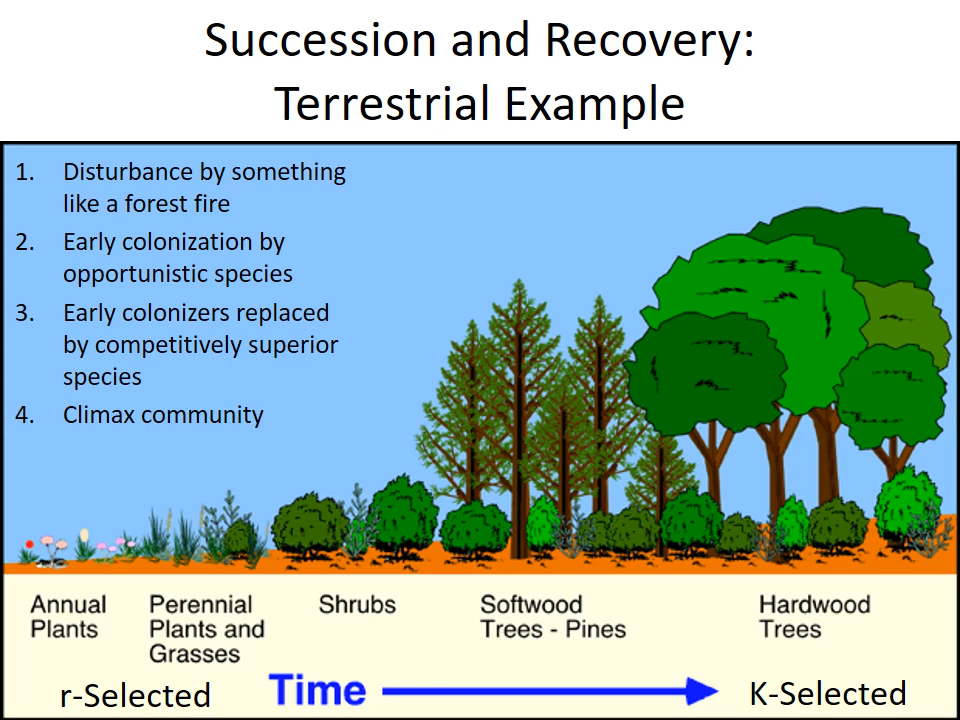 Succession and Recovery:
Terrestrial Example
1. Disturbance by something
like a forest fire
2. Early colonization by
opportunistic species
3. Early colonizers replaced
by competitively superior
species
4. Climax community
Annual
Plants
Perennial
Plants and
Grasses
Shrubs
Softwood
Trees - Pines
Hardwood
Trees
r-Selected
Time
K-Selected